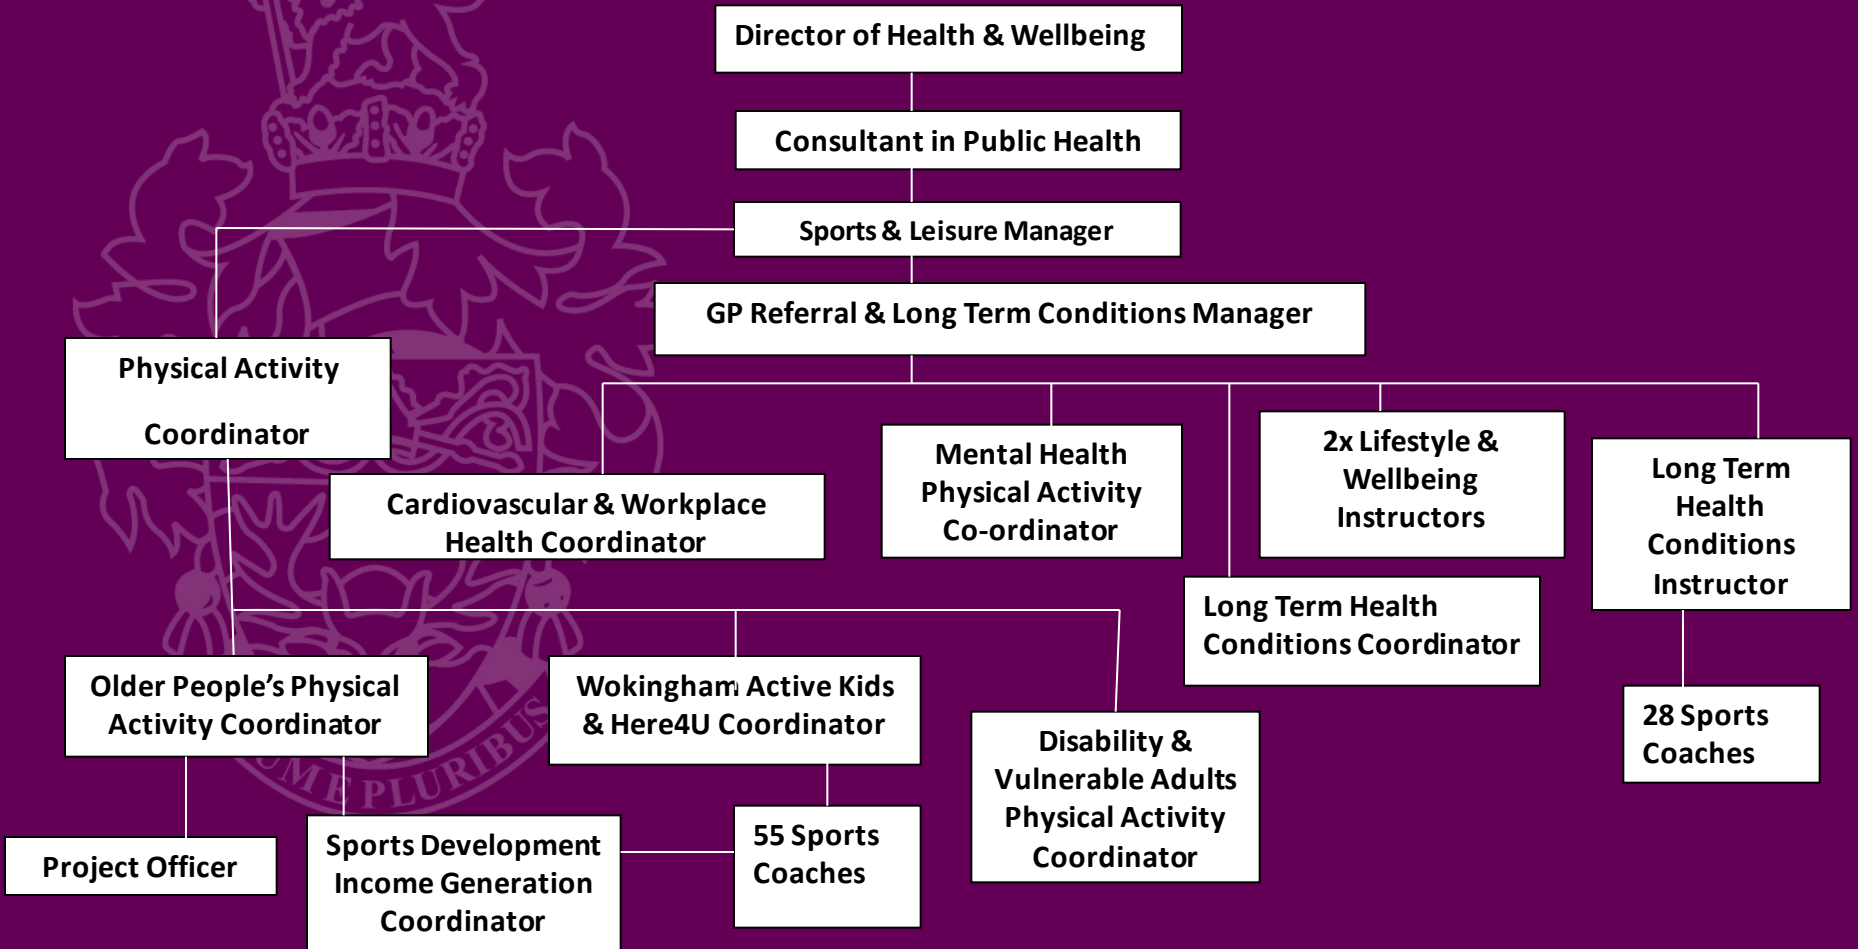 Director of Health & Wellbeing
Consultant in Public Health
Sports & Leisure Manager
GP Referral & Long Term Conditions Manager
Physical Activity
Coordinator
Cardiovascular & Workplace
Health Coordinator
Mental Health
Physical Activity
Co-ordinator
2x Lifestyle &
Wellbeing
Instructors
Long Term
Health
Conditions
Instructor
Long Term Health
Conditions Coordinator
Older People’s Physical
Activity Coordinator
Wokingham Active Kids
& Here4U Coordinator
Disability &
Vulnerable Adults
Physical Activity
Coordinator
28 Sports
Coaches
Project Officer
Sports Development
Income Generation
Coordinator
55 Sports
Coaches
UME PLURIBUS